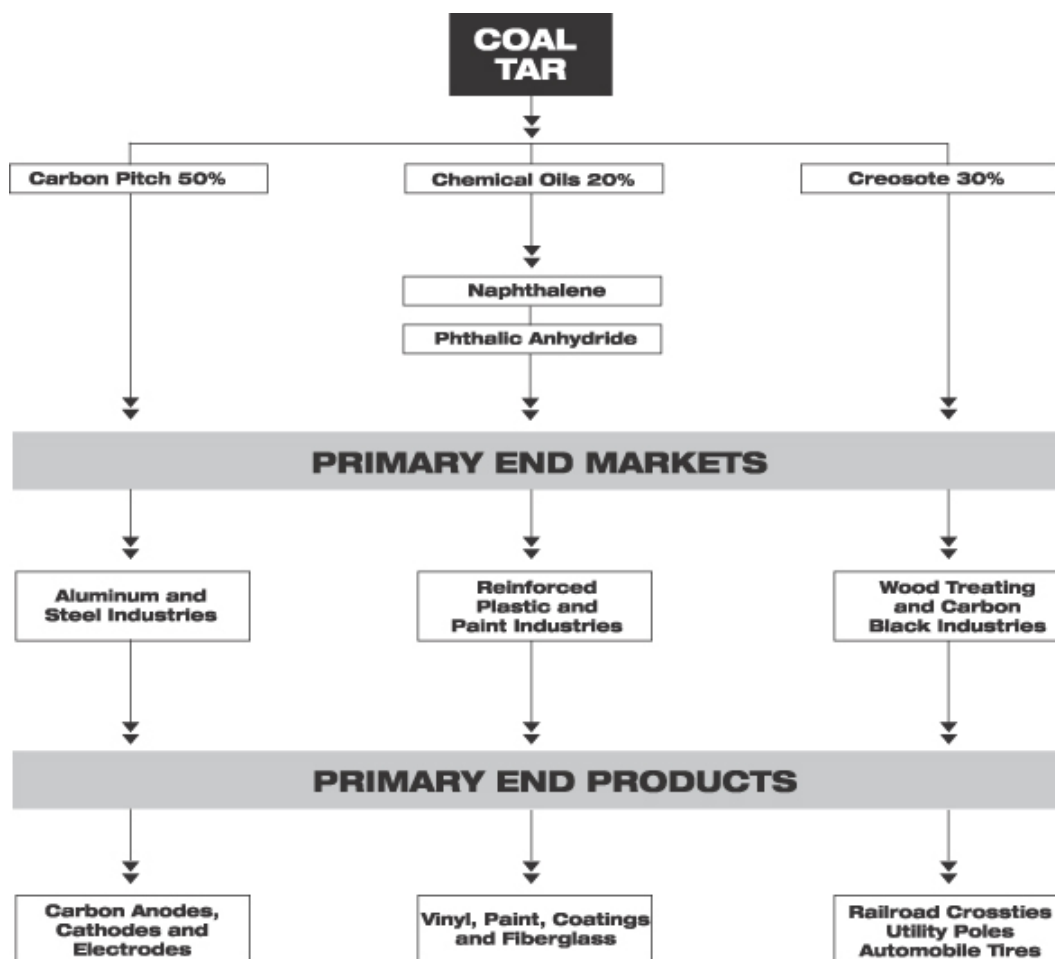 COAL
TAR
Carbon Pitch 50%
Chemical Oils 20%
Creosote 30%
Naphthalene
Phthalic Anhydride
PRIMARY END MARKETS
Aluminum and
Steel Industries
Reinforced
Plastic and
Paint Industries
Wood Treating
and Carbon
Black Industries
PRIMARY END PRODUCTS
Carbon Anodes,
Cathodes and
Electrodes
Vinyl, Paint, Coatings
and Fiberglass
Railroad Crossties
Utility Poles
Automobile Tires